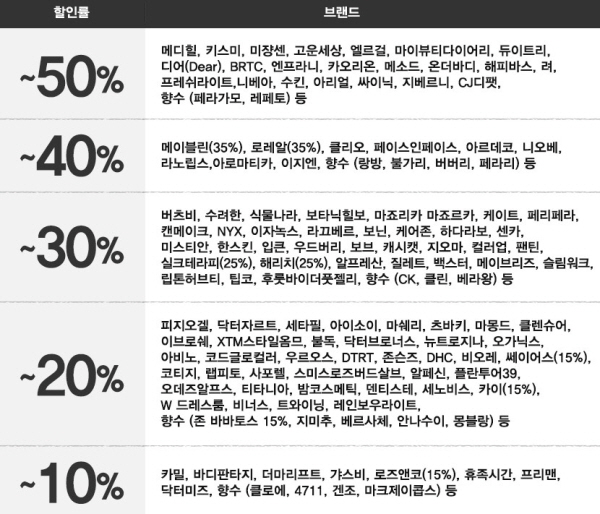 할인률 브랜드
~50%
메디힐, 키스미, 미쟝센, 고운세상, 엘르걸, 마이뷰티다이어리, 듀이트리,
디어(Dear), BRTC, 엔프라니, 카오리온, 메소드, 온더바디, 해피바스, 려,
프레쉬라이트,니베아, 수킨, 아리얼, 싸이닉, 지베르니, CJ디팻,
향수 (페라가모, 레페토) 등
~40%
메이블린(35%), 로레알(35%), 클리오, 페이스인페이스, 아르데코, 니오베,
라노립스,아로마티카, 이지엔, 향수 (랑방, 불가리, 버버리, 페라리) 등
~30%
버츠비, 수려한, 식물나라, 보타닉힐보, 마죠리카 마죠르카, 케이트, 페리페라,
캔메이크, NYX, 이자녹스, 라끄베르, 보닌, 케어존, 하다라보, 센카,
미스티안, 한스킨, 입큰, 우드버리, 보브, 캐시캣, 지오마, 컬러업, 팬틴,
실크테라피(25%), 해리치(25%), 알프레산, 질레트, 백스터, 메이브리즈, 슬림워크,
립톤허브티, 팁코, 후룻바이더풋젤리, 향수 (CK, 클린, 베라왕) 등
~20%
피지오겔, 닥터자르트, 세타필, 아이소이, 마쉐리, 츠바키, 마몽드, 클렌슈어,
이브로쉐, XTM스타일옴므, 불독, 닥터브로너스, 뉴트로지나, 오가닉스,
아비노, 코드글로컬러, 우르오스, DTRT, 존슨즈, DHC, 비오레, 쎄이어스(15%),
코티지, 랩피토, 사포렐, 스미스로즈버드살브, 알페신, 플란투어39,
오데즈알프스, 티타니아, 밤코스메틱, 덴티스테, 세노비스, 카이(15%),
W 드레스룸, 비너스, 트와이닝, 레인보우라이트,
향수 (존 바바토스 15%, 지미추, 베르사체, 안나수이, 몽블랑) 등
~10%
카밀, 바디판타지, 더마리프트, 갸스비, 로즈앤코(15%), 휴족시간, 프리맨,
닥터미즈, 향수 (클로에, 4711, 겐조, 마크제이콥스) 등